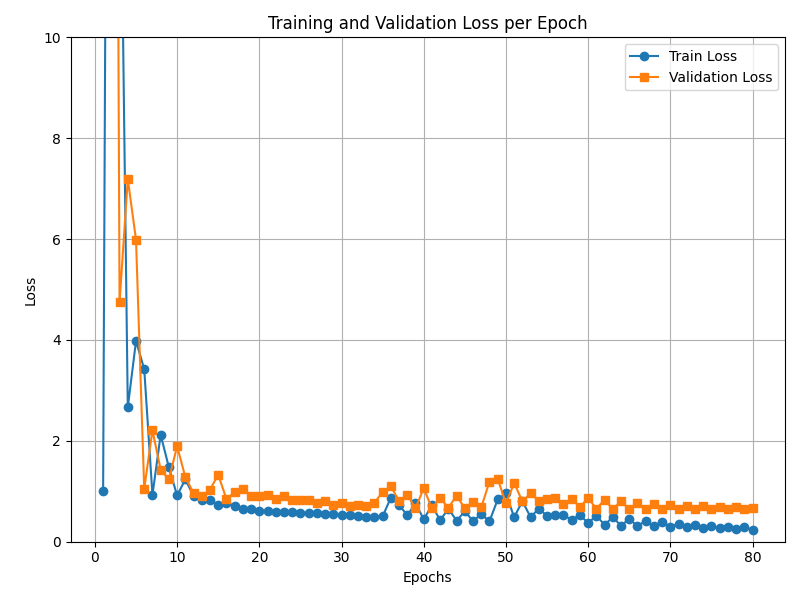 Training and Validation Loss per Epoch
Train Loss
Validation Loss
Loss
10
8
6
4
2
0
0 10 20 30 40 50 60 70 80
Epochs